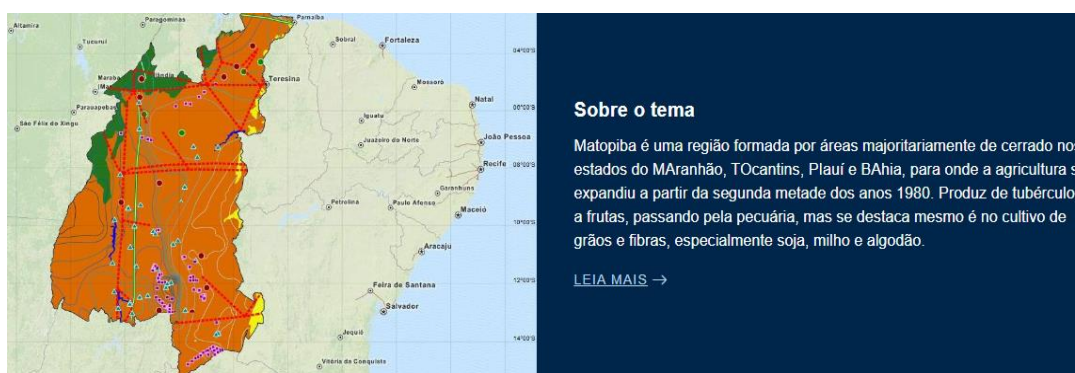 Altamira
Paragominas
Parnaíba
Tucuruí
Sobral
Fortaleza
04°00'S
Teresina
Mossoró
Parauapebas
Iguatu
Natal
06°00'S
São Félix do Xingu
Juazeiro do Norte
João Pessoa
08°00'S
Recife
Garanhuns
Petrolina
Paulo Afonso
Maceió
10°00'S
Aracaju
12°00'S
Feira de Santana
Salvador
Jequié
14°00'S
Vitória da Conquista
Sobre o tema
Matopiba é uma região formada por áreas majoritariamente de cerrado nos
estados do MAranhão, TOcantins, PIauí e BAhia, para onde a agricultura s
expandiu a partir da segunda metade dos anos 1980. Produz de tubérculo
a frutas, passando pela pecuária, mas se destaca mesmo é no cultivo de
grãos e fibras, especialmente soja, milho e algodão.
LEIA MAIS →